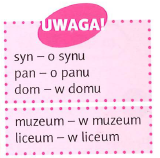 UWAGA!
syn – o synu
pan – o panu
dom – w domu
muzeum – w muzeum
liceum – w liceum